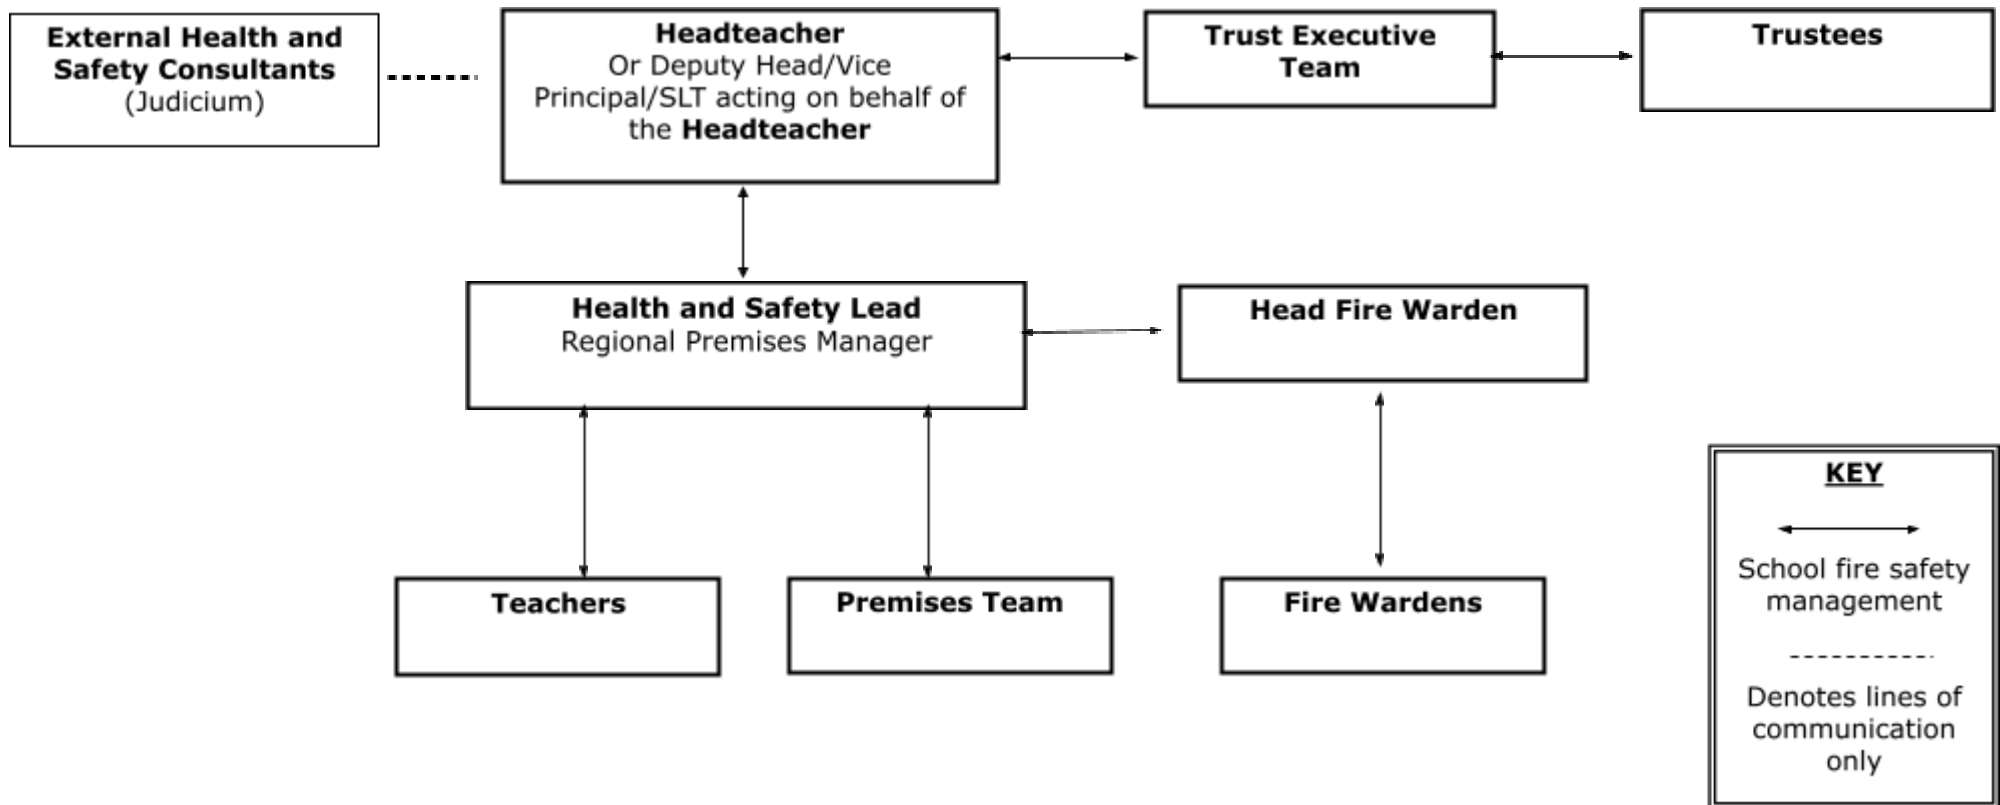 External Health and
Safety Consultants
(Judicium)
Headteacher
Or Deputy Head/Vice
Principal/SLT acting on behalf of
the Headteacher
Trust Executive
Team
Trustees
Health and Safety Lead
Regional Premises Manager
Head Fire Warden
Teachers
Premises Team
Fire Wardens
KEY
School fire safety
management
Denotes lines of
communication
only